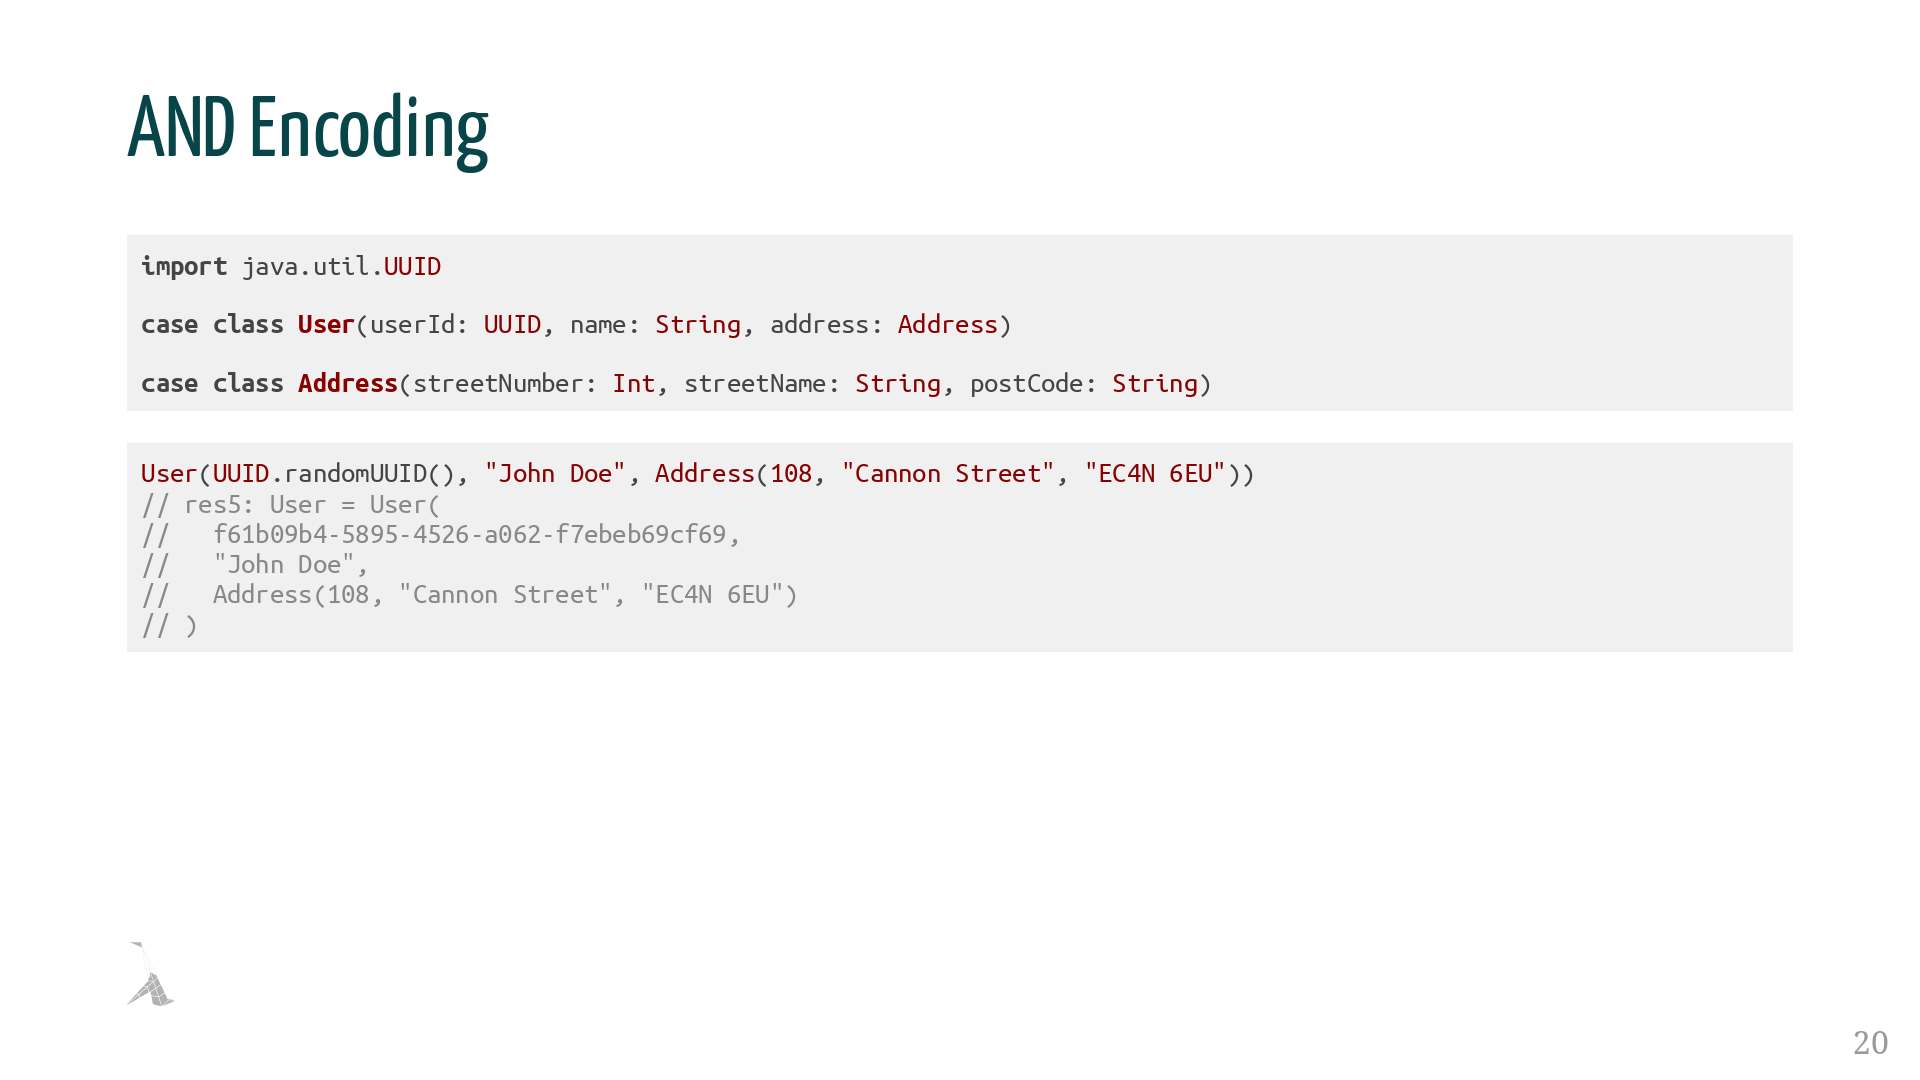 AND Encoding
import java.util.UUID
case class User(userId: UUID, name: String, address: Address)
case class Address(streetNumber: Int, streetName: String, postCode: String)
User(UUID.randomUUID(), "John Doe", Address(108, "Cannon Street", "EC4N 6EU"))
// res5: User = User(
//   f61b09b4-5895-4526-a062-f7ebeb69cf69,
//   "John Doe",
//   Address(108, "Cannon Street", "EC4N 6EU")
// )
20